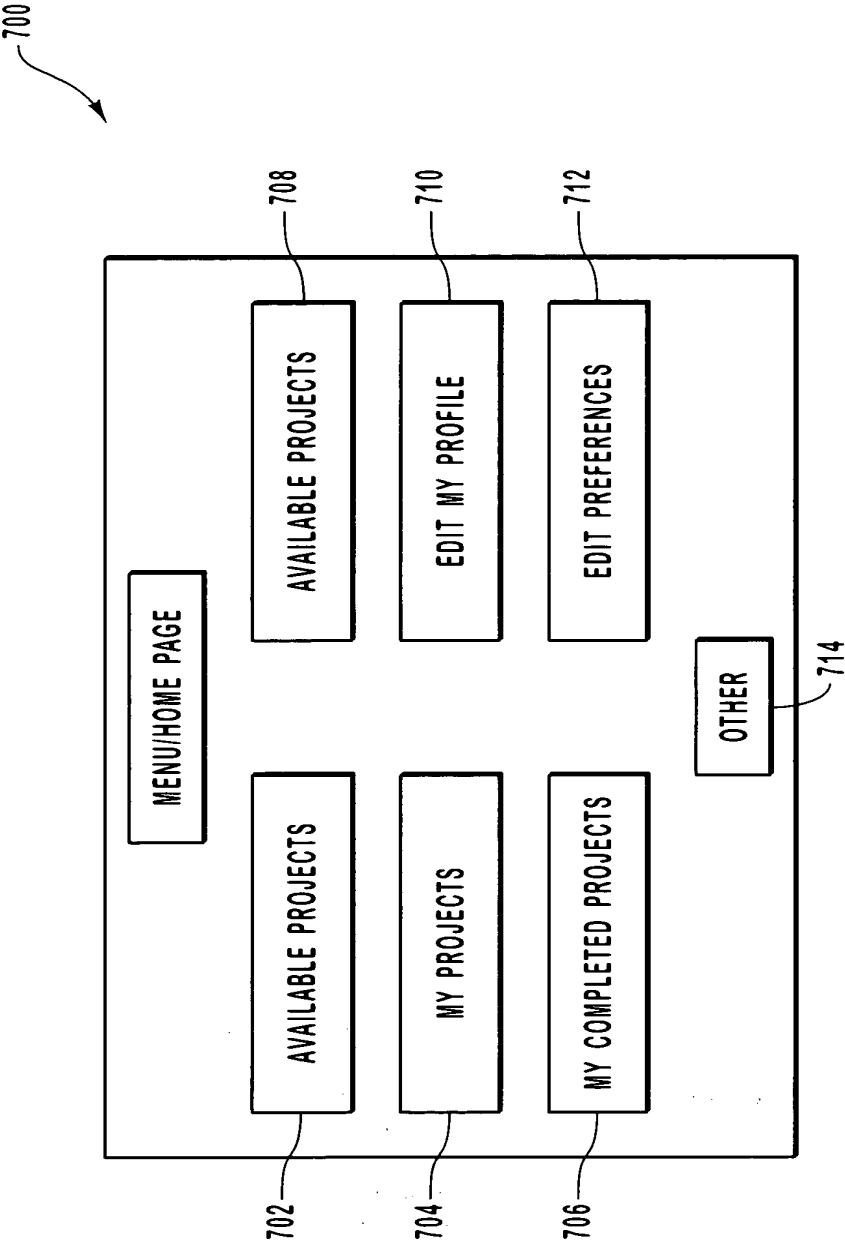 700
MENU/HOME PAGE
702
AVAILABLE PROJECTS
AVAILABLE PROJECTS
708
704
MY PROJECTS
EDIT MY PROFILE
710
706
MY COMPLETED PROJECTS
EDIT PREFERENCES
712
OTHER
714